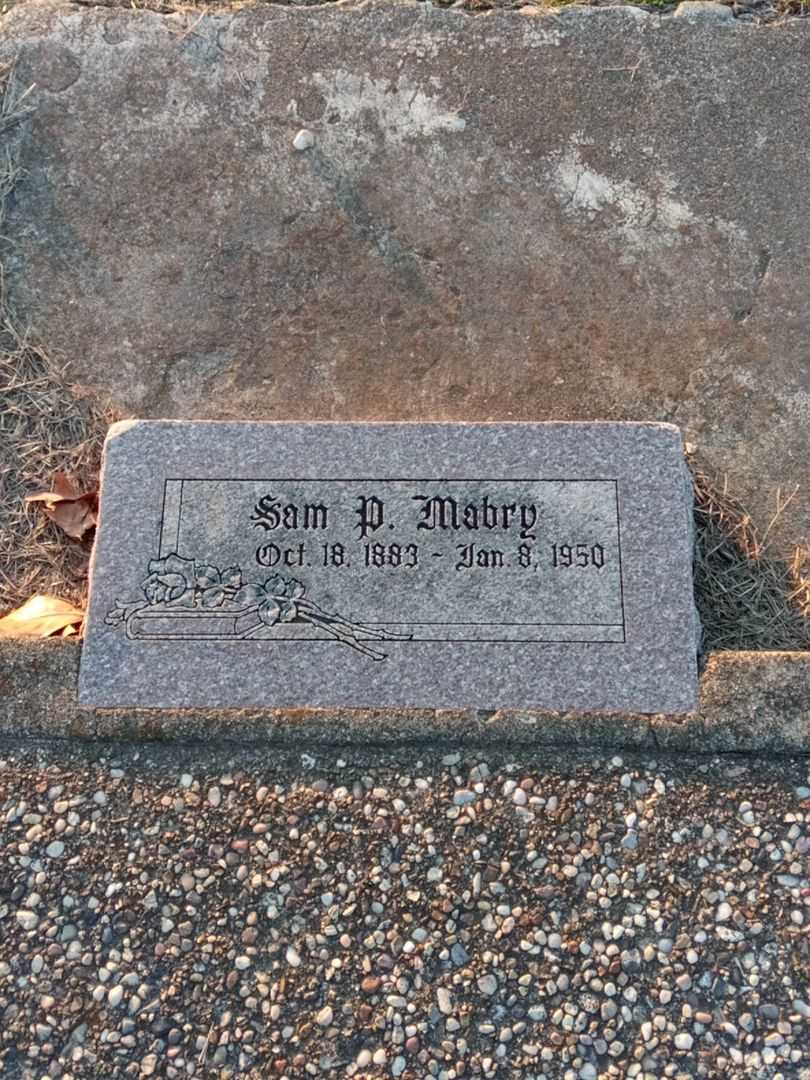 Sam P. Mabry
Oct. 18, 1883 - Jan. 8, 1950